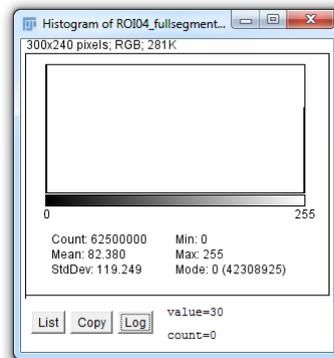 Histogram of ROI04_fullsegment...
300x240 pixels; RGB; 281K
0 255
Count: 62500000 Min: 0
Mean: 82.380 Max: 255
StdDev: 119.249 Mode: 0 (42308925)
List Copy Log value=30
count=0